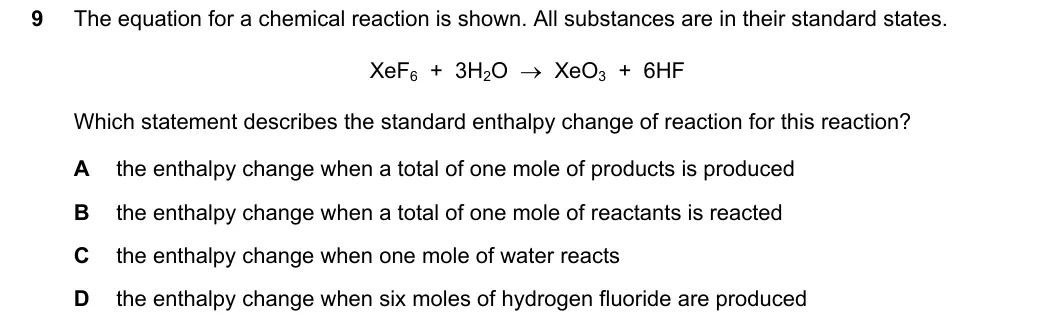 9 The equation for a chemical reaction is shown. All substances are in their standard states.
XeF₆ + 3H₂O → XeO₃ + 6HF
Which statement describes the standard enthalpy change of reaction for this reaction?
A the enthalpy change when a total of one mole of products is produced
B the enthalpy change when a total of one mole of reactants is reacted
C the enthalpy change when one mole of water reacts
D the enthalpy change when six moles of hydrogen fluoride are produced